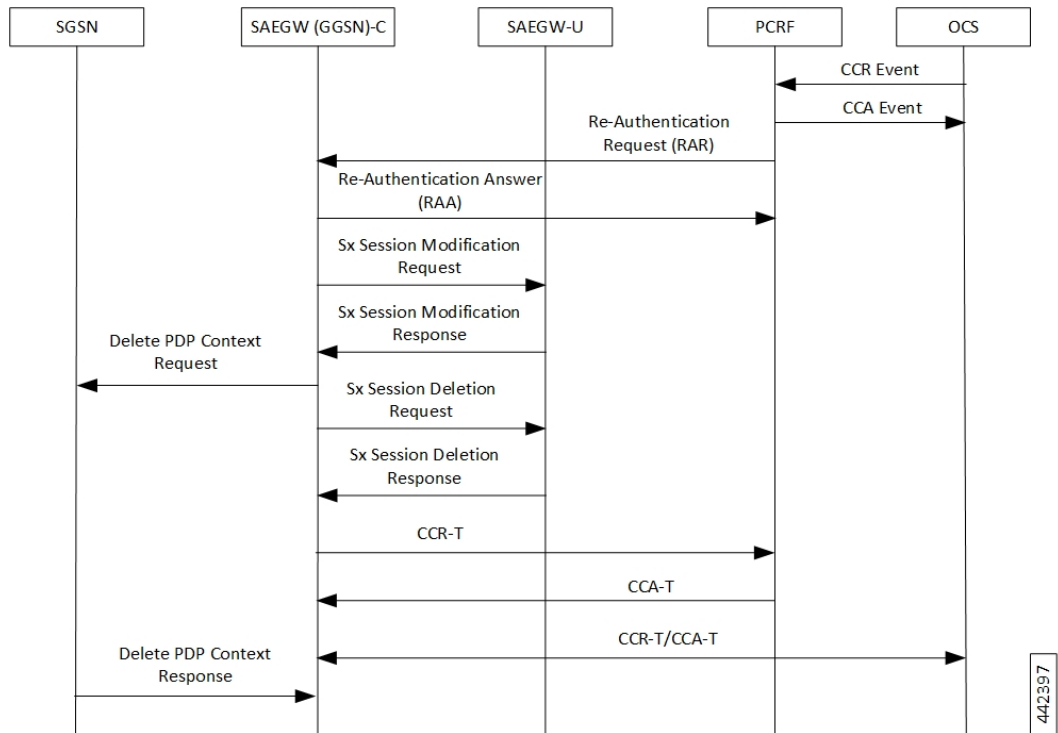 SGSN
SAEGW (GGSN)-C
SAEGW-U
PCRF
OCS
CCR Event
CCA Event
Re-Authentication
Request (RAR)
Re-Authentication Answer
(RAA)
Sx Session Modification
Request
Sx Session Modification
Response
Delete PDP Context
Request
Sx Session Deletion
Request
Sx Session Deletion
Response
CCR-T
CCA-T
CCR-T/CCA-T
Delete PDP Context
Response
442397